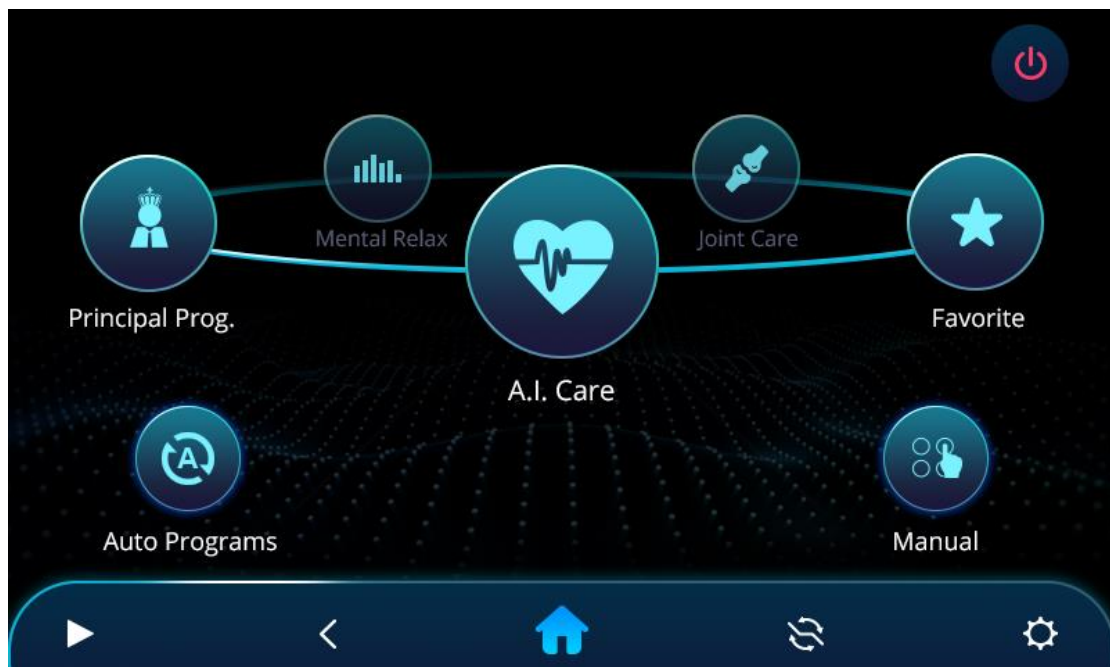 Mental Relax
Joint Care
Principal Prog.
Favorite
A.I. Care
A
Auto Programs
Manual